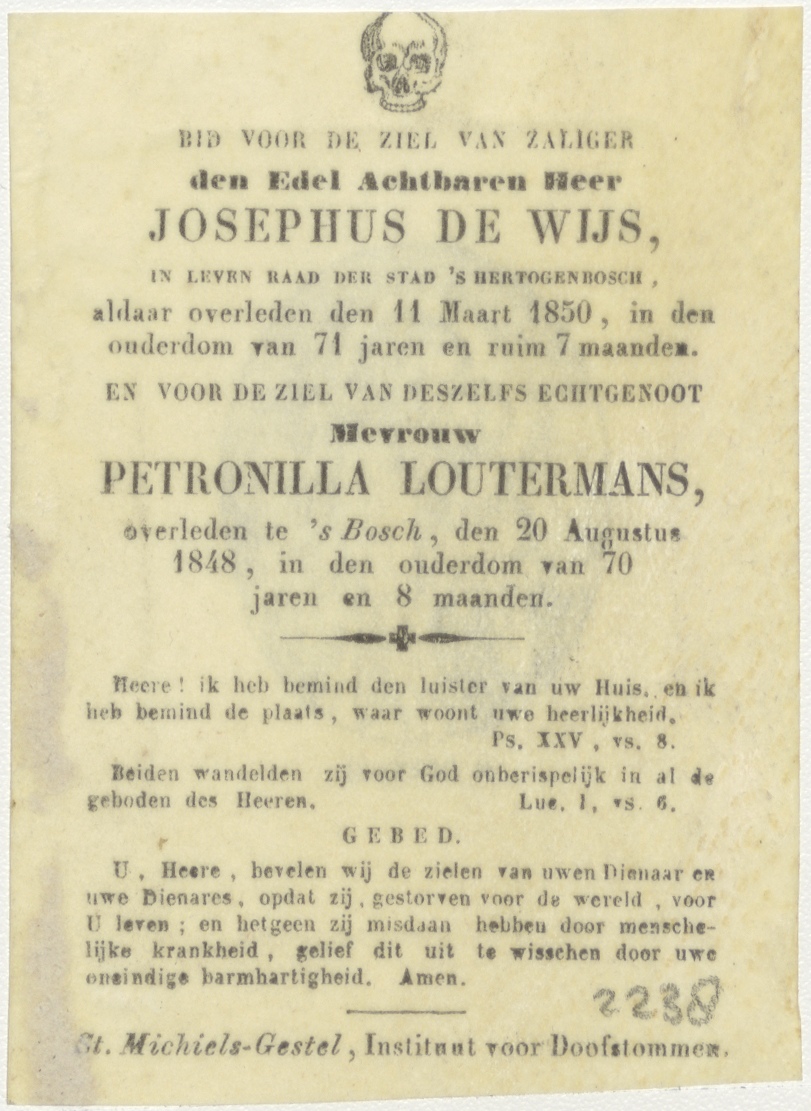 BID VOOR DE ZIEL VAN ZALIGER
den Edel Achtbaren Heer
JOSEPHUS DE WIJS,
IN LEVEN RAAD DER STAD 'S HERTOGENBOSCH,
aldaar overleden den 11 Maart 1850, in den
ouderdom van 71 jaren en ruim 7 maanden.
EN VOOR DE ZIEL VAN DESZELFS ECHTGENOOT
Mevrouw
PETRONILLA LOUTERMANS,
overleden te 's Bosch, den 20 Augustus
1848, in den ouderdom van 70
jaren en 8 maanden.
Heere! ik heb bemind den luister van uw Huis, en ik
heb bemind de plaats, waar woont uwe heerlijkheid.
Ps. XXV, vs. 8.
Beiden wandelden zij voor God onberispelijk in al de
geboden des Heeren. Luc. 1, vs. 6.
GEBED.
U, Heere, bevelen wij de zielen van uwen Dienaar en
uwe Dienares, opdat zij, gestorven voor de wereld, voor
U leven; en hetgeen zij misdaan hebben door mensche-
lijke krankheid, gelief dit uit te wisschen door uwe
oneindige barmhartigheid. Amen.
2238
St. Michiels-Gestel, Instituut voor Doofstommen.